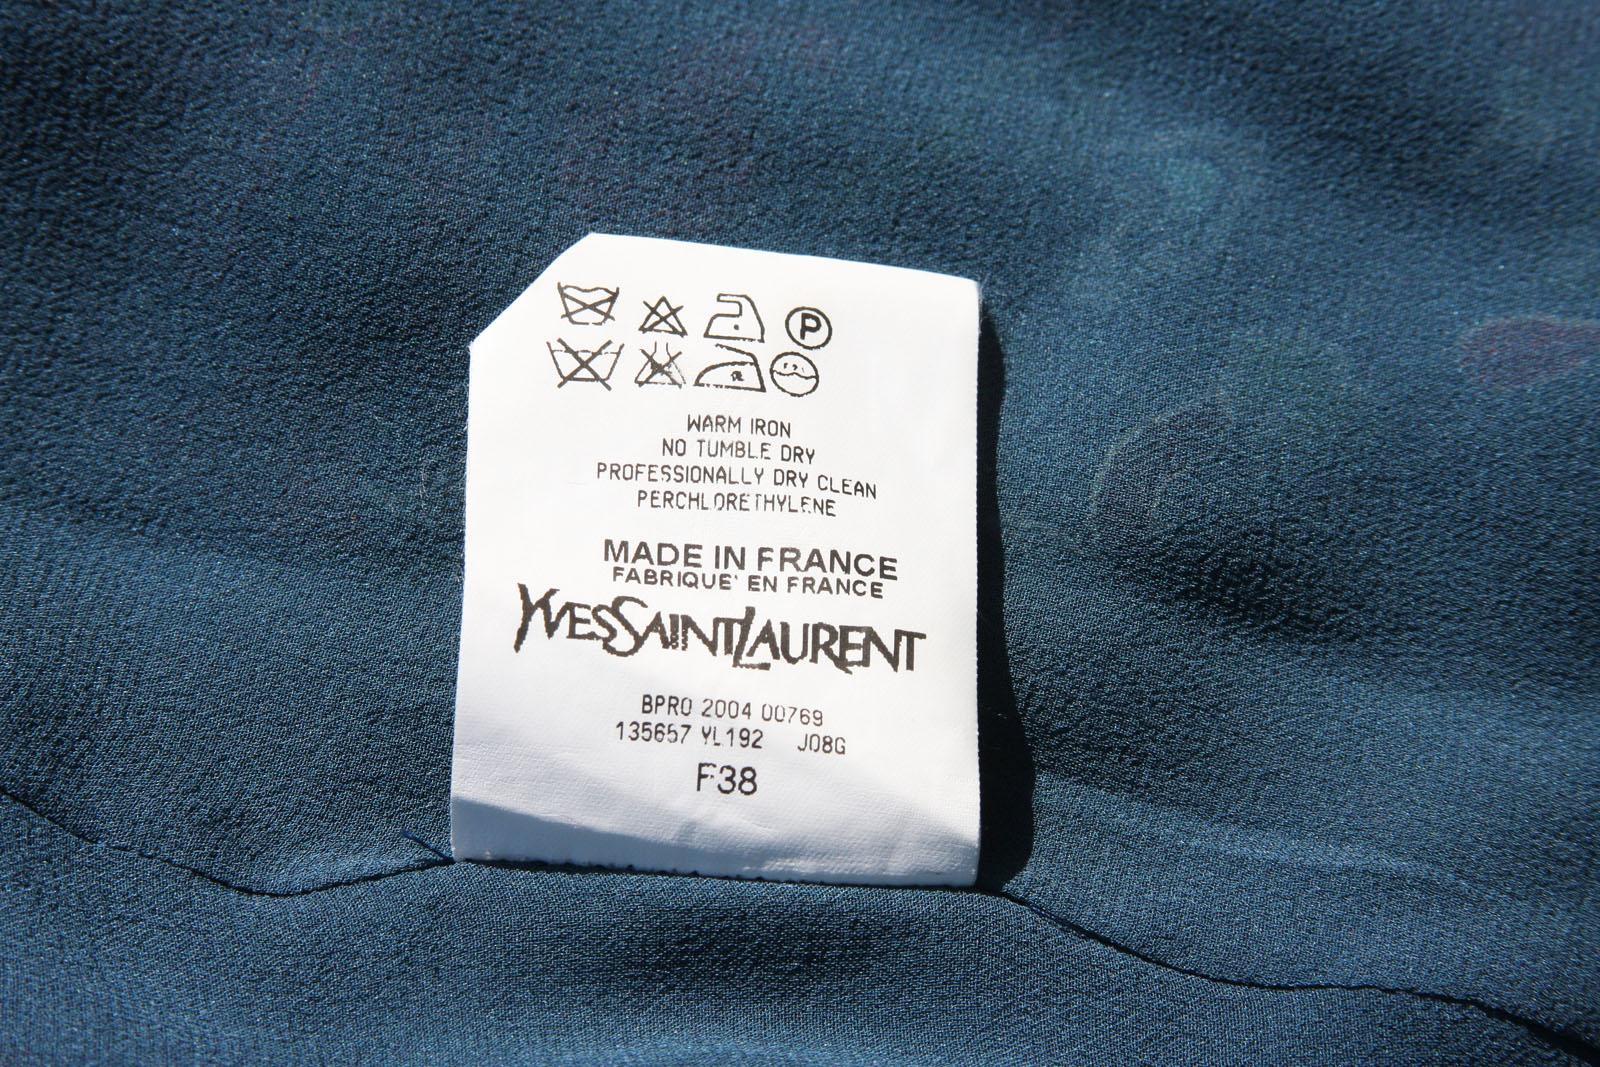 P
WARM IRON
NO TUMBLE DRY
PROFESSIONALLY DRY CLEAN
PERCHLORETHYLENE
MADE IN FRANCE
FABRIQUE' EN FRANCE
YVESSAINTLAURENT
BPRO 2004 00769
135657 YL192 J08G
F38